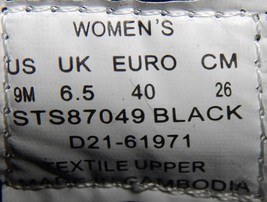 WOMEN'S
US UK EURO CM
9M 6.5 40 26
STS87049 BLACK
D21-61971
TEXTILE UPPER
CAMBODIA